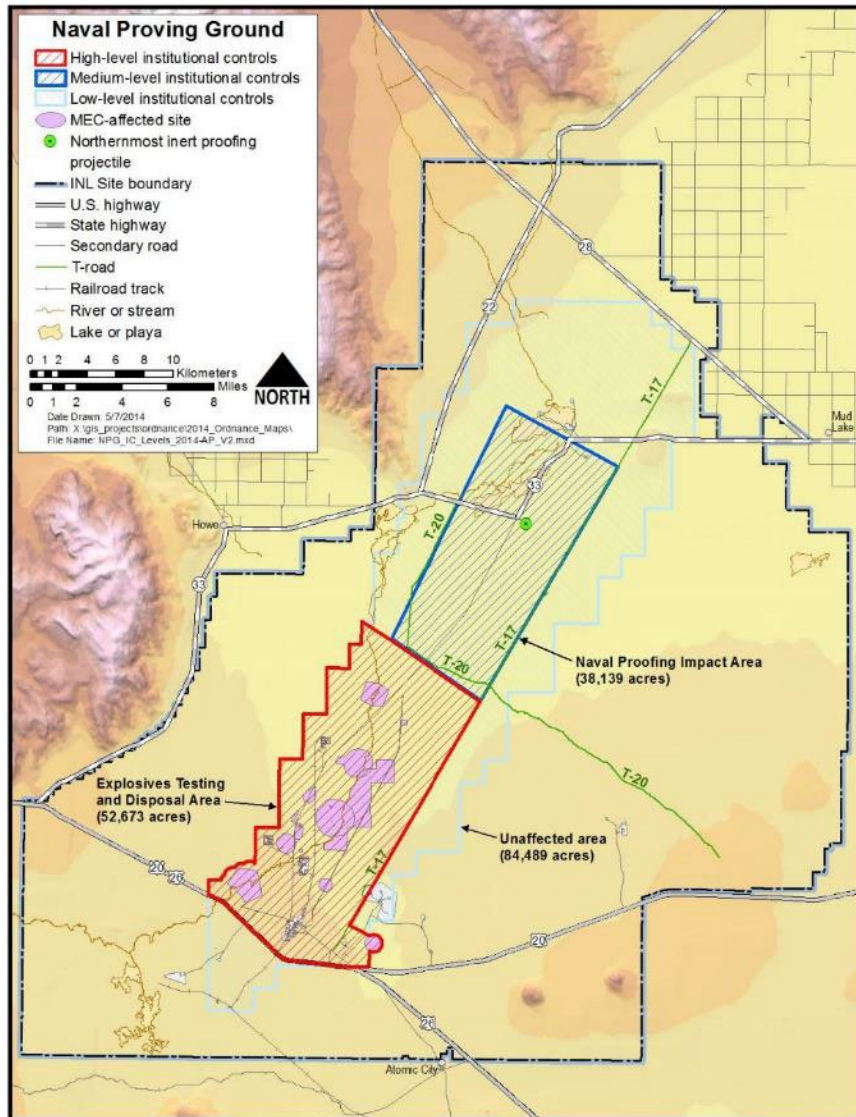 Naval Proving Ground
High-level institutional controls
Medium-level institutional controls
Low-level institutional controls
MEC-affected site
Northernmost inert proofing
projectile
INL Site boundary
U.S. highway
State highway
Secondary road
T-road
Railroad track
River or stream
Lake or playa
0 1 2 4 6 8 10
Kilometers
Miles
0 1 2 4 6 8
NORTH
Date Drawn: 5/7/2014
Path: X:\gis_projects\ordnance\2014_Ordnance_Maps\
File Name: NPG_IC_Levels_2014-AP_V2.mxd
28
22
T-17
Mud
Lake
33
Howe
T-20
33
T-17
Naval Proofing Impact Area
(38,139 acres)
T-20
T-20
Explosives Testing
and Disposal Area
(52,673 acres)
Unaffected area
(84,489 acres)
T-17
20
26
20
26
Atomic City